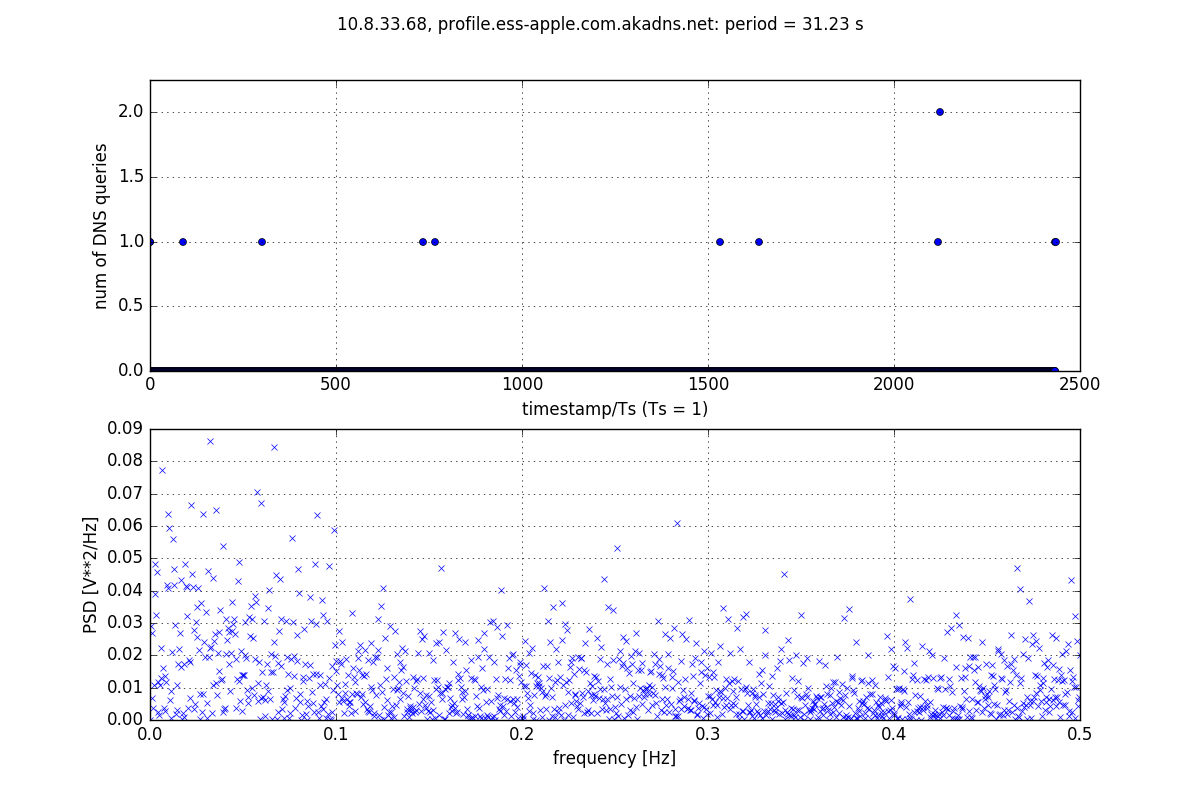 10.8.33.68, profile.ess-apple.com.akadns.net: period = 31.23 s
num of DNS queries
2.0
1.5
1.0
0.5
0.0
0 500 1000 1500 2000 2500
timestamp/Ts (Ts = 1)
PSD [V**2/Hz]
0.09
0.08
0.07
0.06
0.05
0.04
0.03
0.02
0.01
0.00
0.0 0.1 0.2 0.3 0.4 0.5
frequency [Hz]